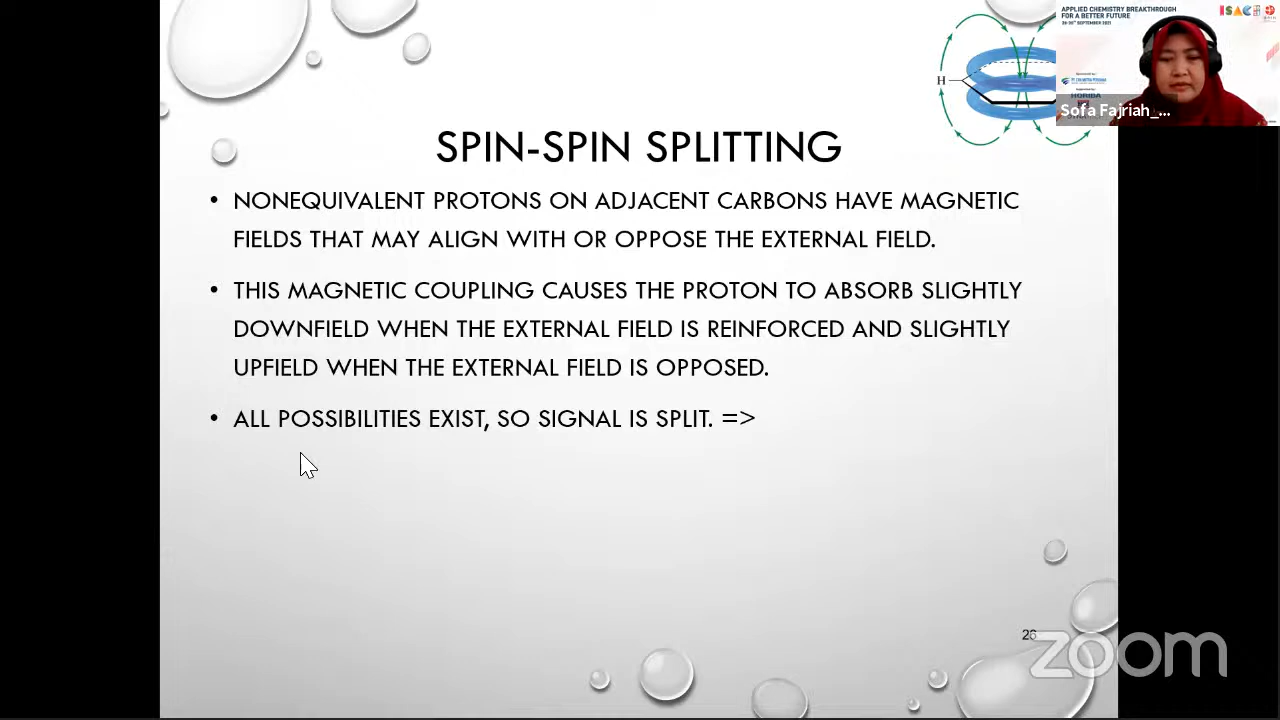 APPLIED CHEMISTRY BREAKTHROUGH
FOR A BETTER FUTURE
ISAC
H
HORIBA
Sofa Fajriah_...
SPIN-SPIN SPLITTING
• NONEQUIVALENT PROTONS ON ADJACENT CARBONS HAVE MAGNETIC
FIELDS THAT MAY ALIGN WITH OR OPPOSE THE EXTERNAL FIELD.
• THIS MAGNETIC COUPLING CAUSES THE PROTON TO ABSORB SLIGHTLY
DOWNFIELD WHEN THE EXTERNAL FIELD IS REINFORCED AND SLIGHTLY
UPFIELD WHEN THE EXTERNAL FIELD IS OPPOSED.
• ALL POSSIBILITIES EXIST, SO SIGNAL IS SPLIT. =>
26
zoom